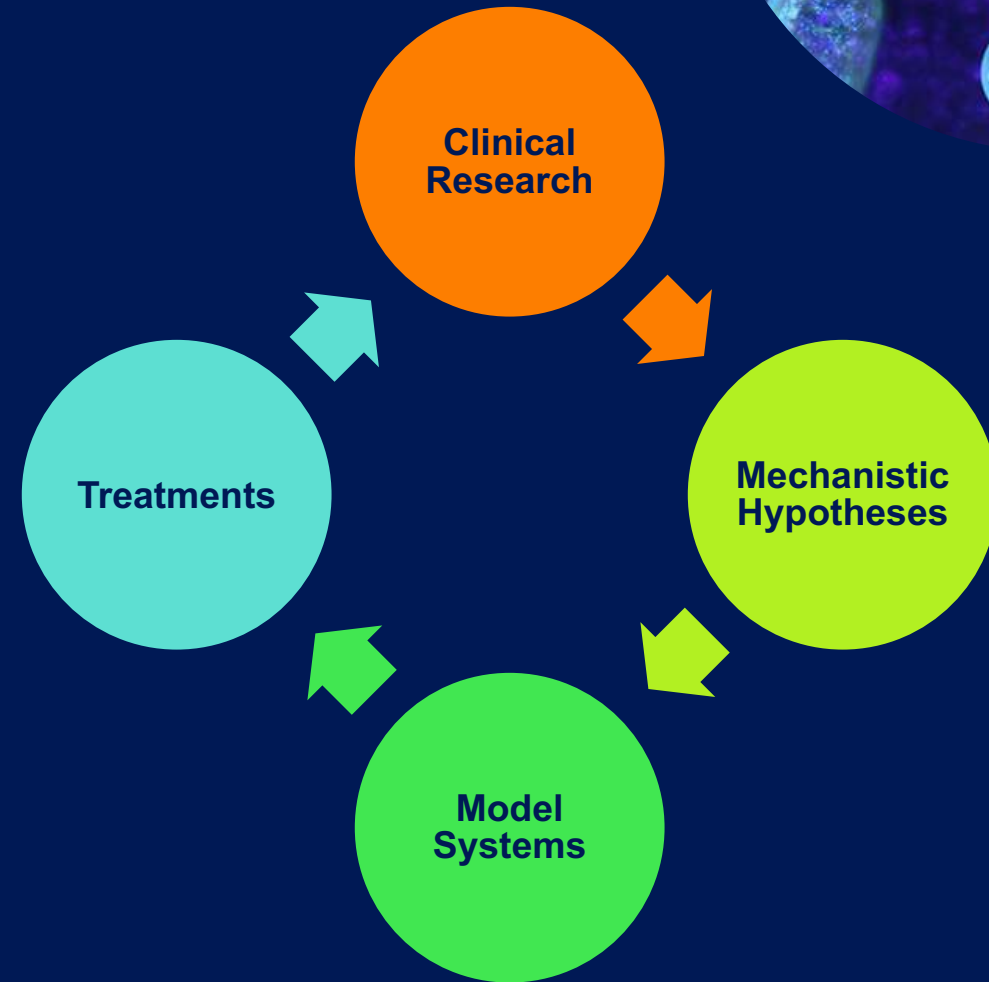 Clinical
Research
Mechanistic
Hypotheses
Model
Systems
Treatments